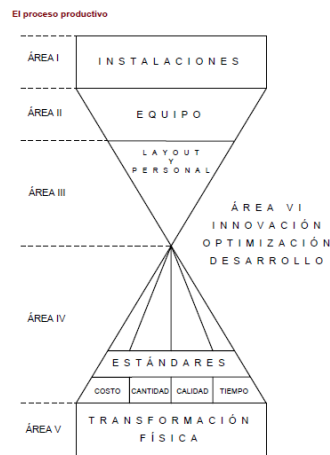 El proceso productivo
ÁREA I
INSTALACIONES
ÁREA II
EQUIPO
LAYOUT
Y
PERSONAL
ÁREA III
ÁREA VI
INNOVACIÓN
OPTIMIZACIÓN
DESARROLLO
ÁREA IV
ESTÁNDARES
COSTO CANTIDAD CALIDAD TIEMPO
ÁREA V
TRANSFORMACIÓN
FÍSICA